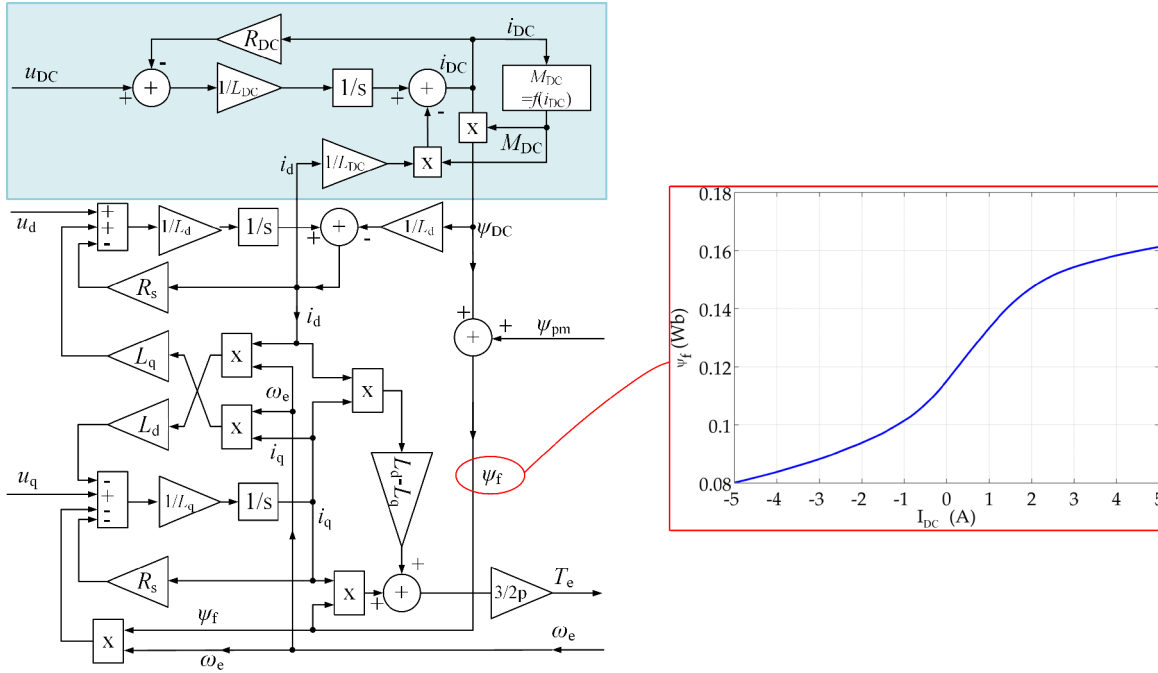 R_DC
i_DC
-
u_DC
+
+
1/L_DC
1/s
+
+
i_DC
-
M_DC
=f(i_DC)
x
M_DC
i_d
1/L_DC
x
u_d
+
+
-
1/L_d
1/s
+
+
-
1/L_d
ψ_DC
R_s
i_d
+
+
+
ψ_pm
L_q
x
x
ω_e
L_d
x
i_q
L_d-L_q
ψ_f
u_q
-
+
-
-
1/L_q
1/s
i_q
R_s
x
+
+
+
3/2p
T_e
ψ_f
x
ω_e
ω_e
0.18
0.16
0.14
0.12
0.1
0.08
ψ_f (Wb)
-5 -4 -3 -2 -1 0 1 2 3 4 5
I_DC (A)